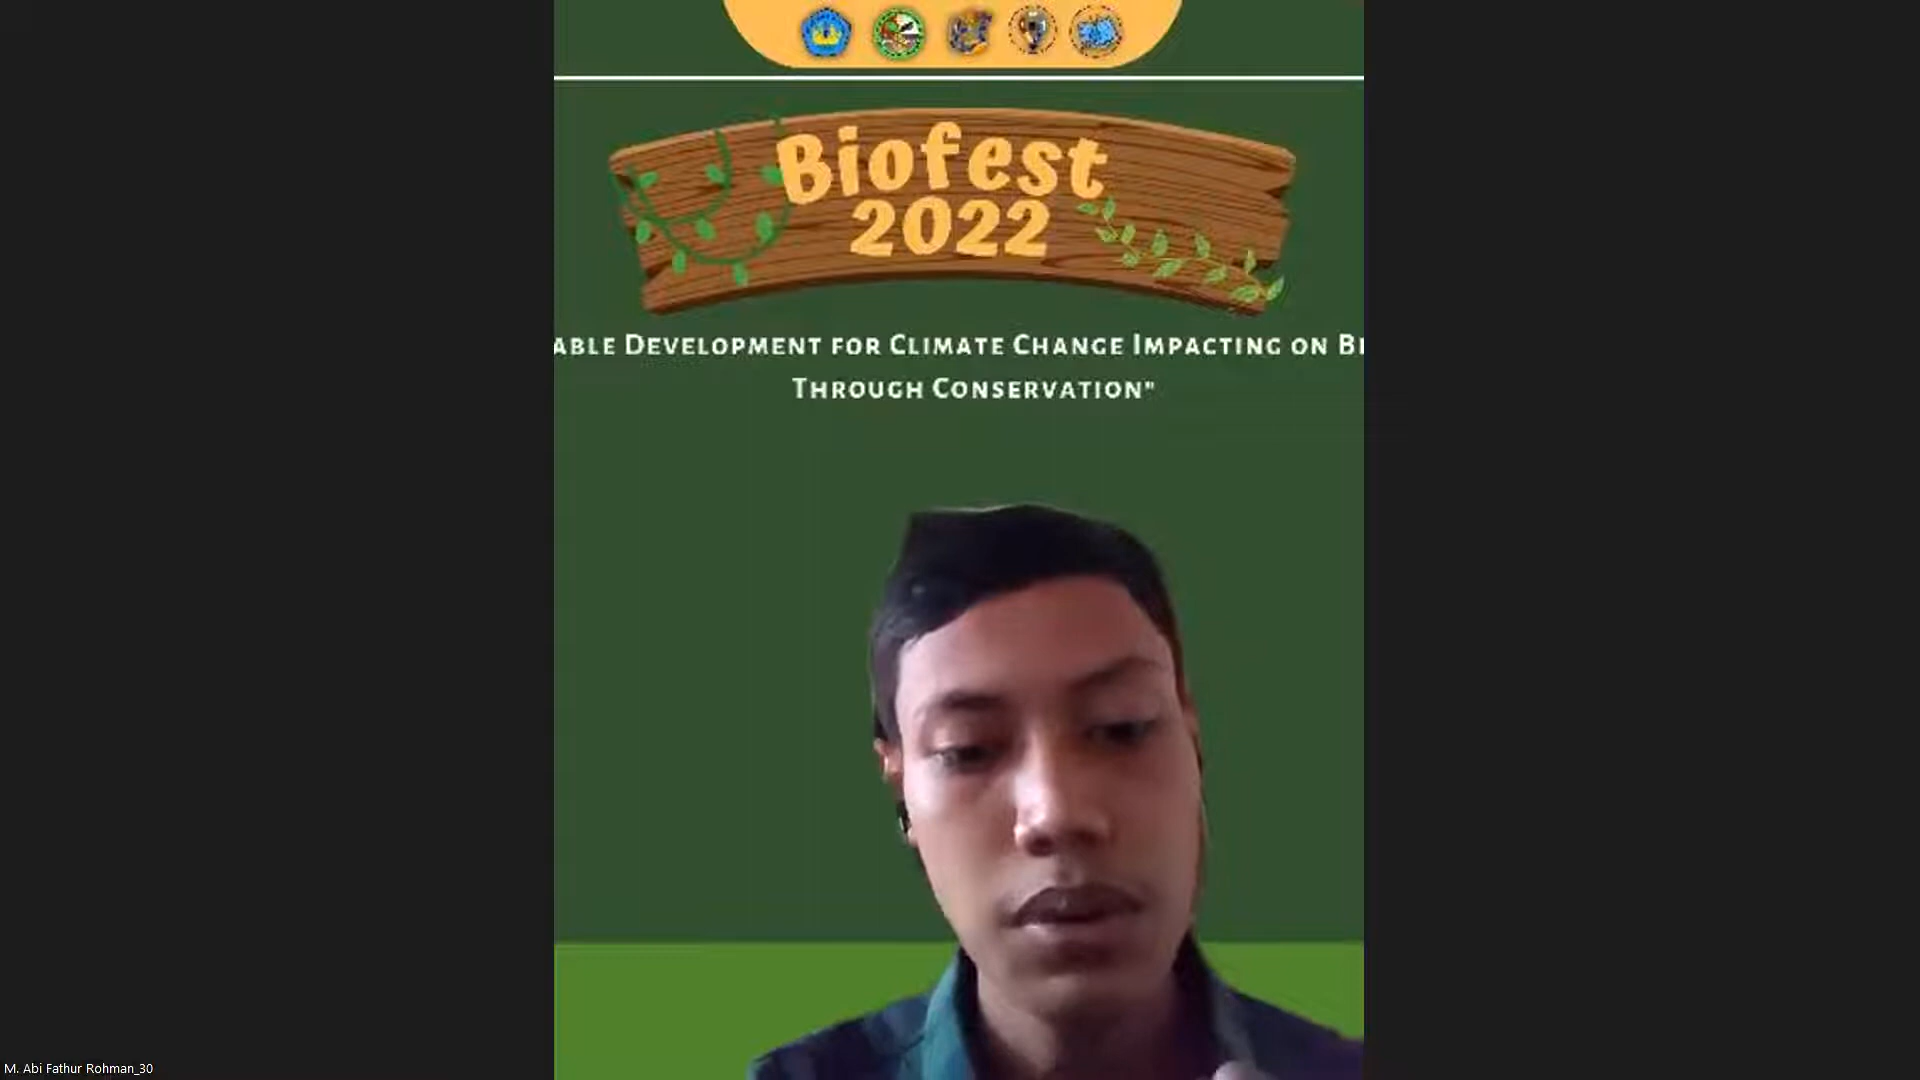 Biofest
2022
ABLE DEVELOPMENT FOR CLIMATE CHANGE IMPACTING ON BI
THROUGH CONSERVATION"
M. Abi Fathur Rohman_30